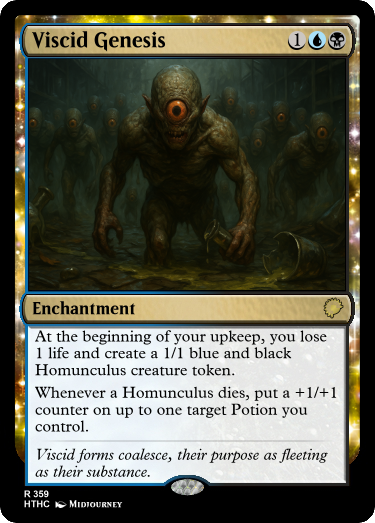 Viscid Genesis 1
Enchantment
At the beginning of your upkeep, you lose
1 life and create a 1/1 blue and black
Homunculus creature token.
Whenever a Homunculus dies, put a +1/+1
counter on up to one target Potion you
control.
Viscid forms coalesce, their purpose as fleeting
as their substance.
R 359
HTHC MIDJOURNEY